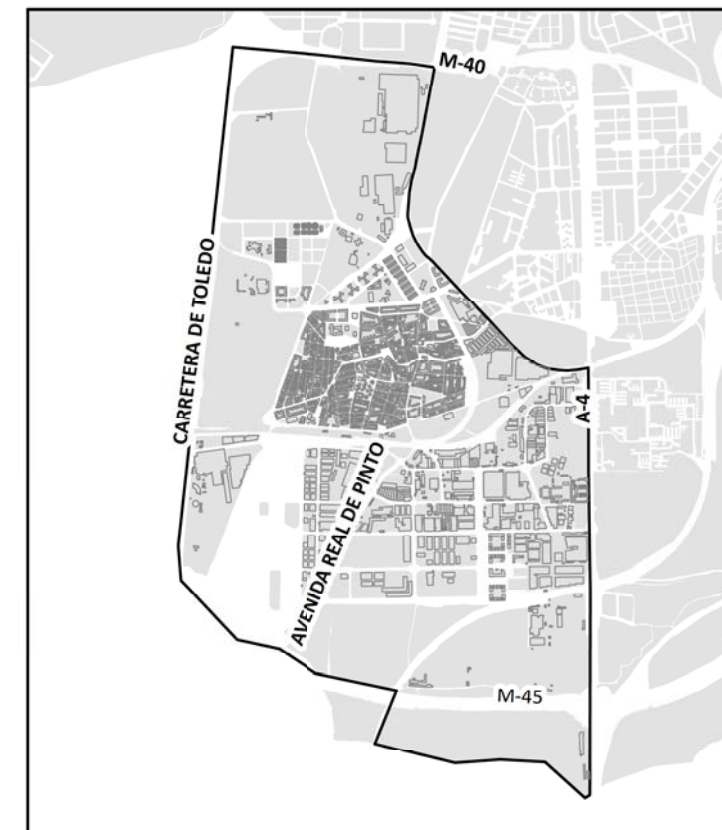 M-40
CARRETERA DE TOLEDO
A-4
AVENIDA REAL DE PINTO
M-45